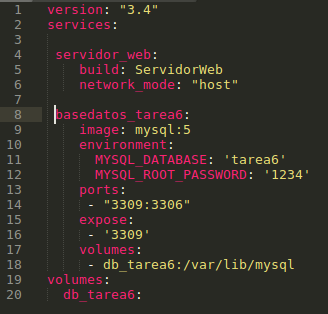 1 version: "3.4"
2 services:
3
4 servidor_web:
5 build: ServidorWeb
6 network_mode: "host"
7
8 basedatos_tarea6:
9 image: mysql:5
10 environment:
11 MYSQL_DATABASE: 'tarea6'
12 MYSQL_ROOT_PASSWORD: '1234'
13 ports:
14 - "3309:3306"
15 expose:
16 - '3309'
17 volumes:
18 - db_tarea6:/var/lib/mysql
19 volumes:
20 db_tarea6: